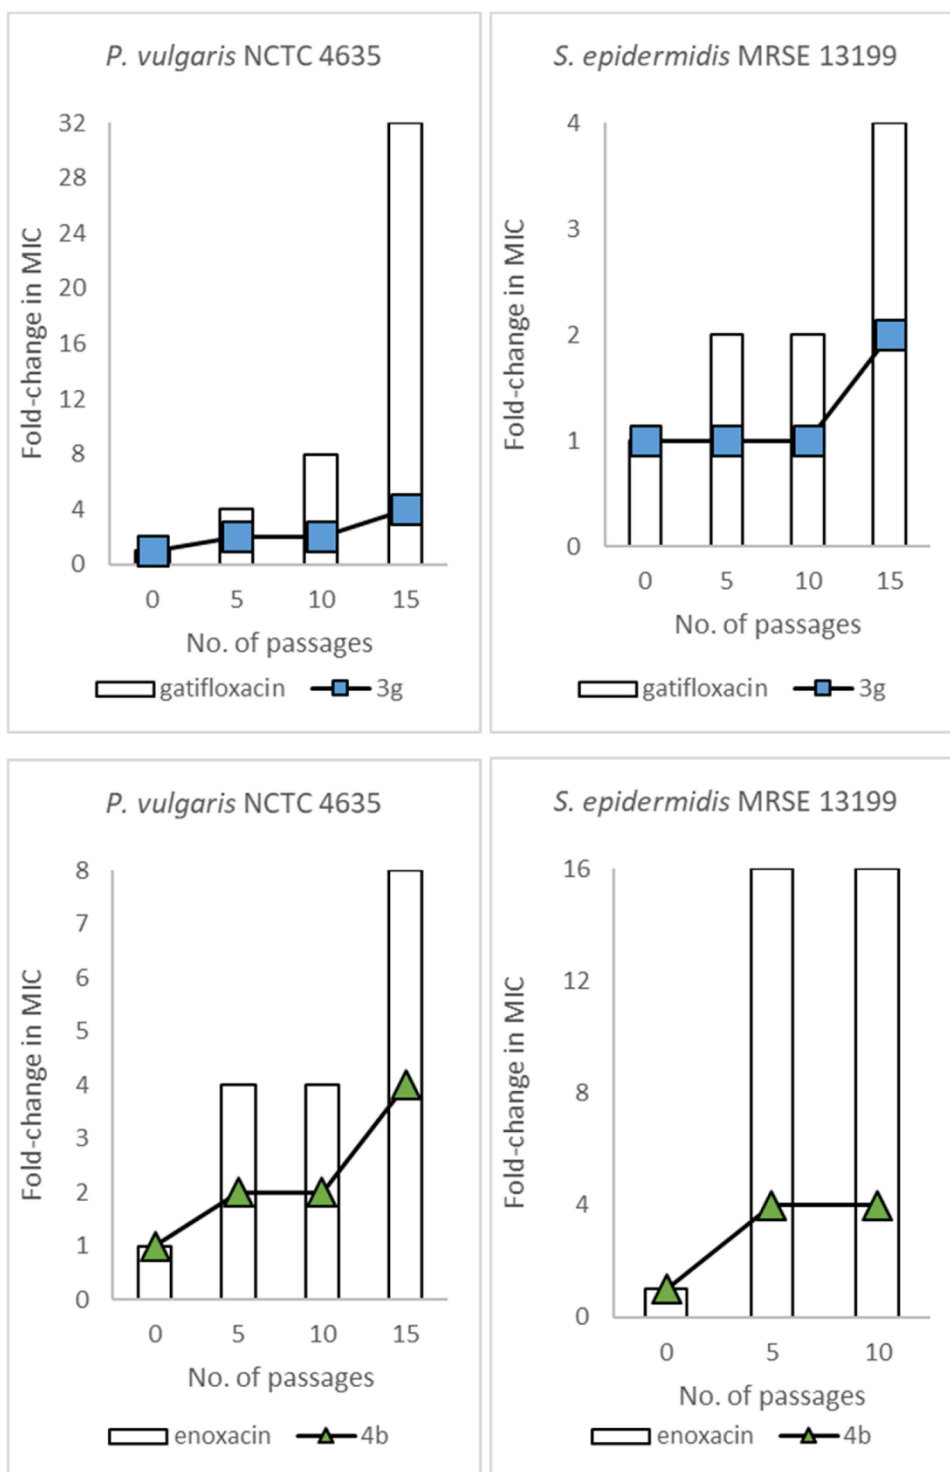 P. vulgaris NCTC 4635
Fold-change in MIC
32
28
24
20
16
12
8
4
0
0 5 10 15
No. of passages
gatifloxacin 3g
S. epidermidis MRSE 13199
Fold-change in MIC
4
3
2
1
0
0 5 10 15
No. of passages
gatifloxacin 3g
P. vulgaris NCTC 4635
Fold-change in MIC
8
7
6
5
4
3
2
1
0
0 5 10 15
No. of passages
enoxacin 4b
S. epidermidis MRSE 13199
Fold-change in MIC
16
12
8
4
0
0 5 10
No. of passages
enoxacin 4b